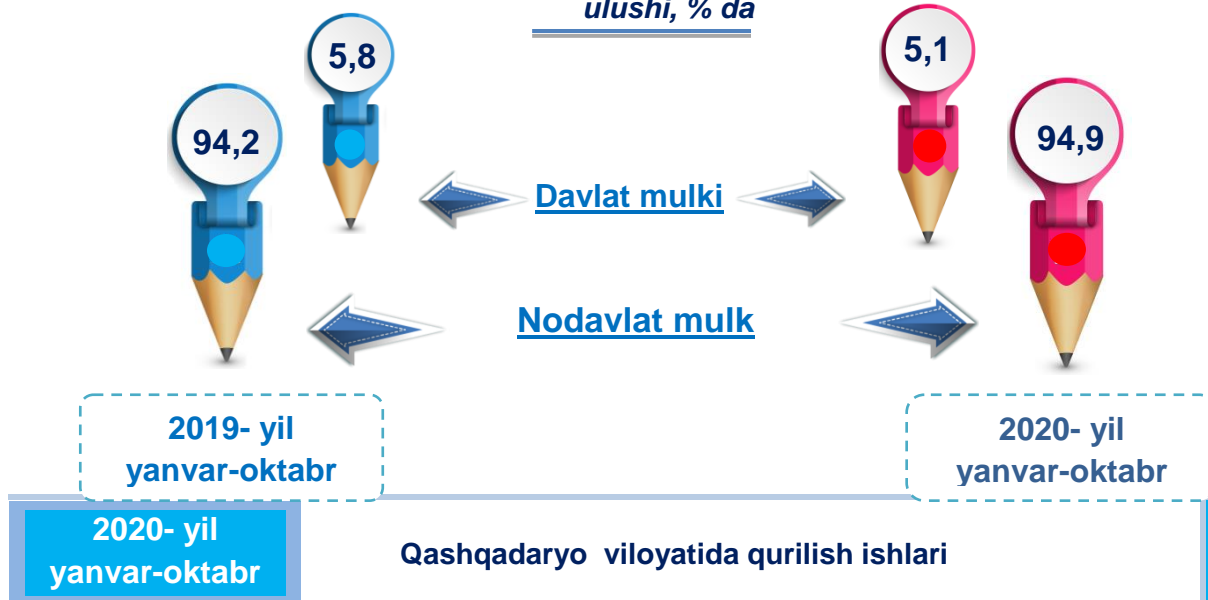 ulushi, % da
5,8
5,1
94,2
94,9
Davlat mulki
Nodavlat mulk
2019- yil
yanvar-oktabr
2020- yil
yanvar-oktabr
2020- yil
yanvar-oktabr
Qashqadaryo viloyatida qurilish ishlari